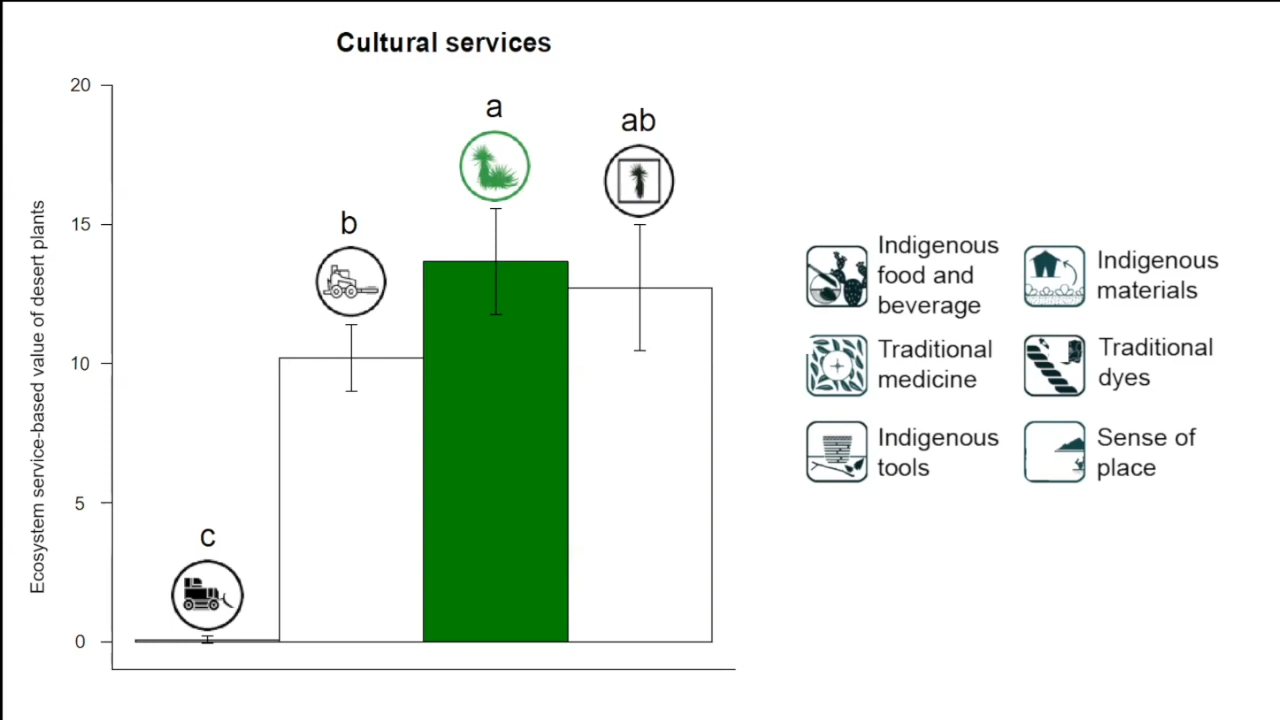 Cultural services
Ecosystem service-based value of desert plants
20
15
10
5
0
c
b
a
ab
Indigenous
food and
beverage
Indigenous
materials
Traditional
medicine
Traditional
dyes
Indigenous
tools
Sense of
place